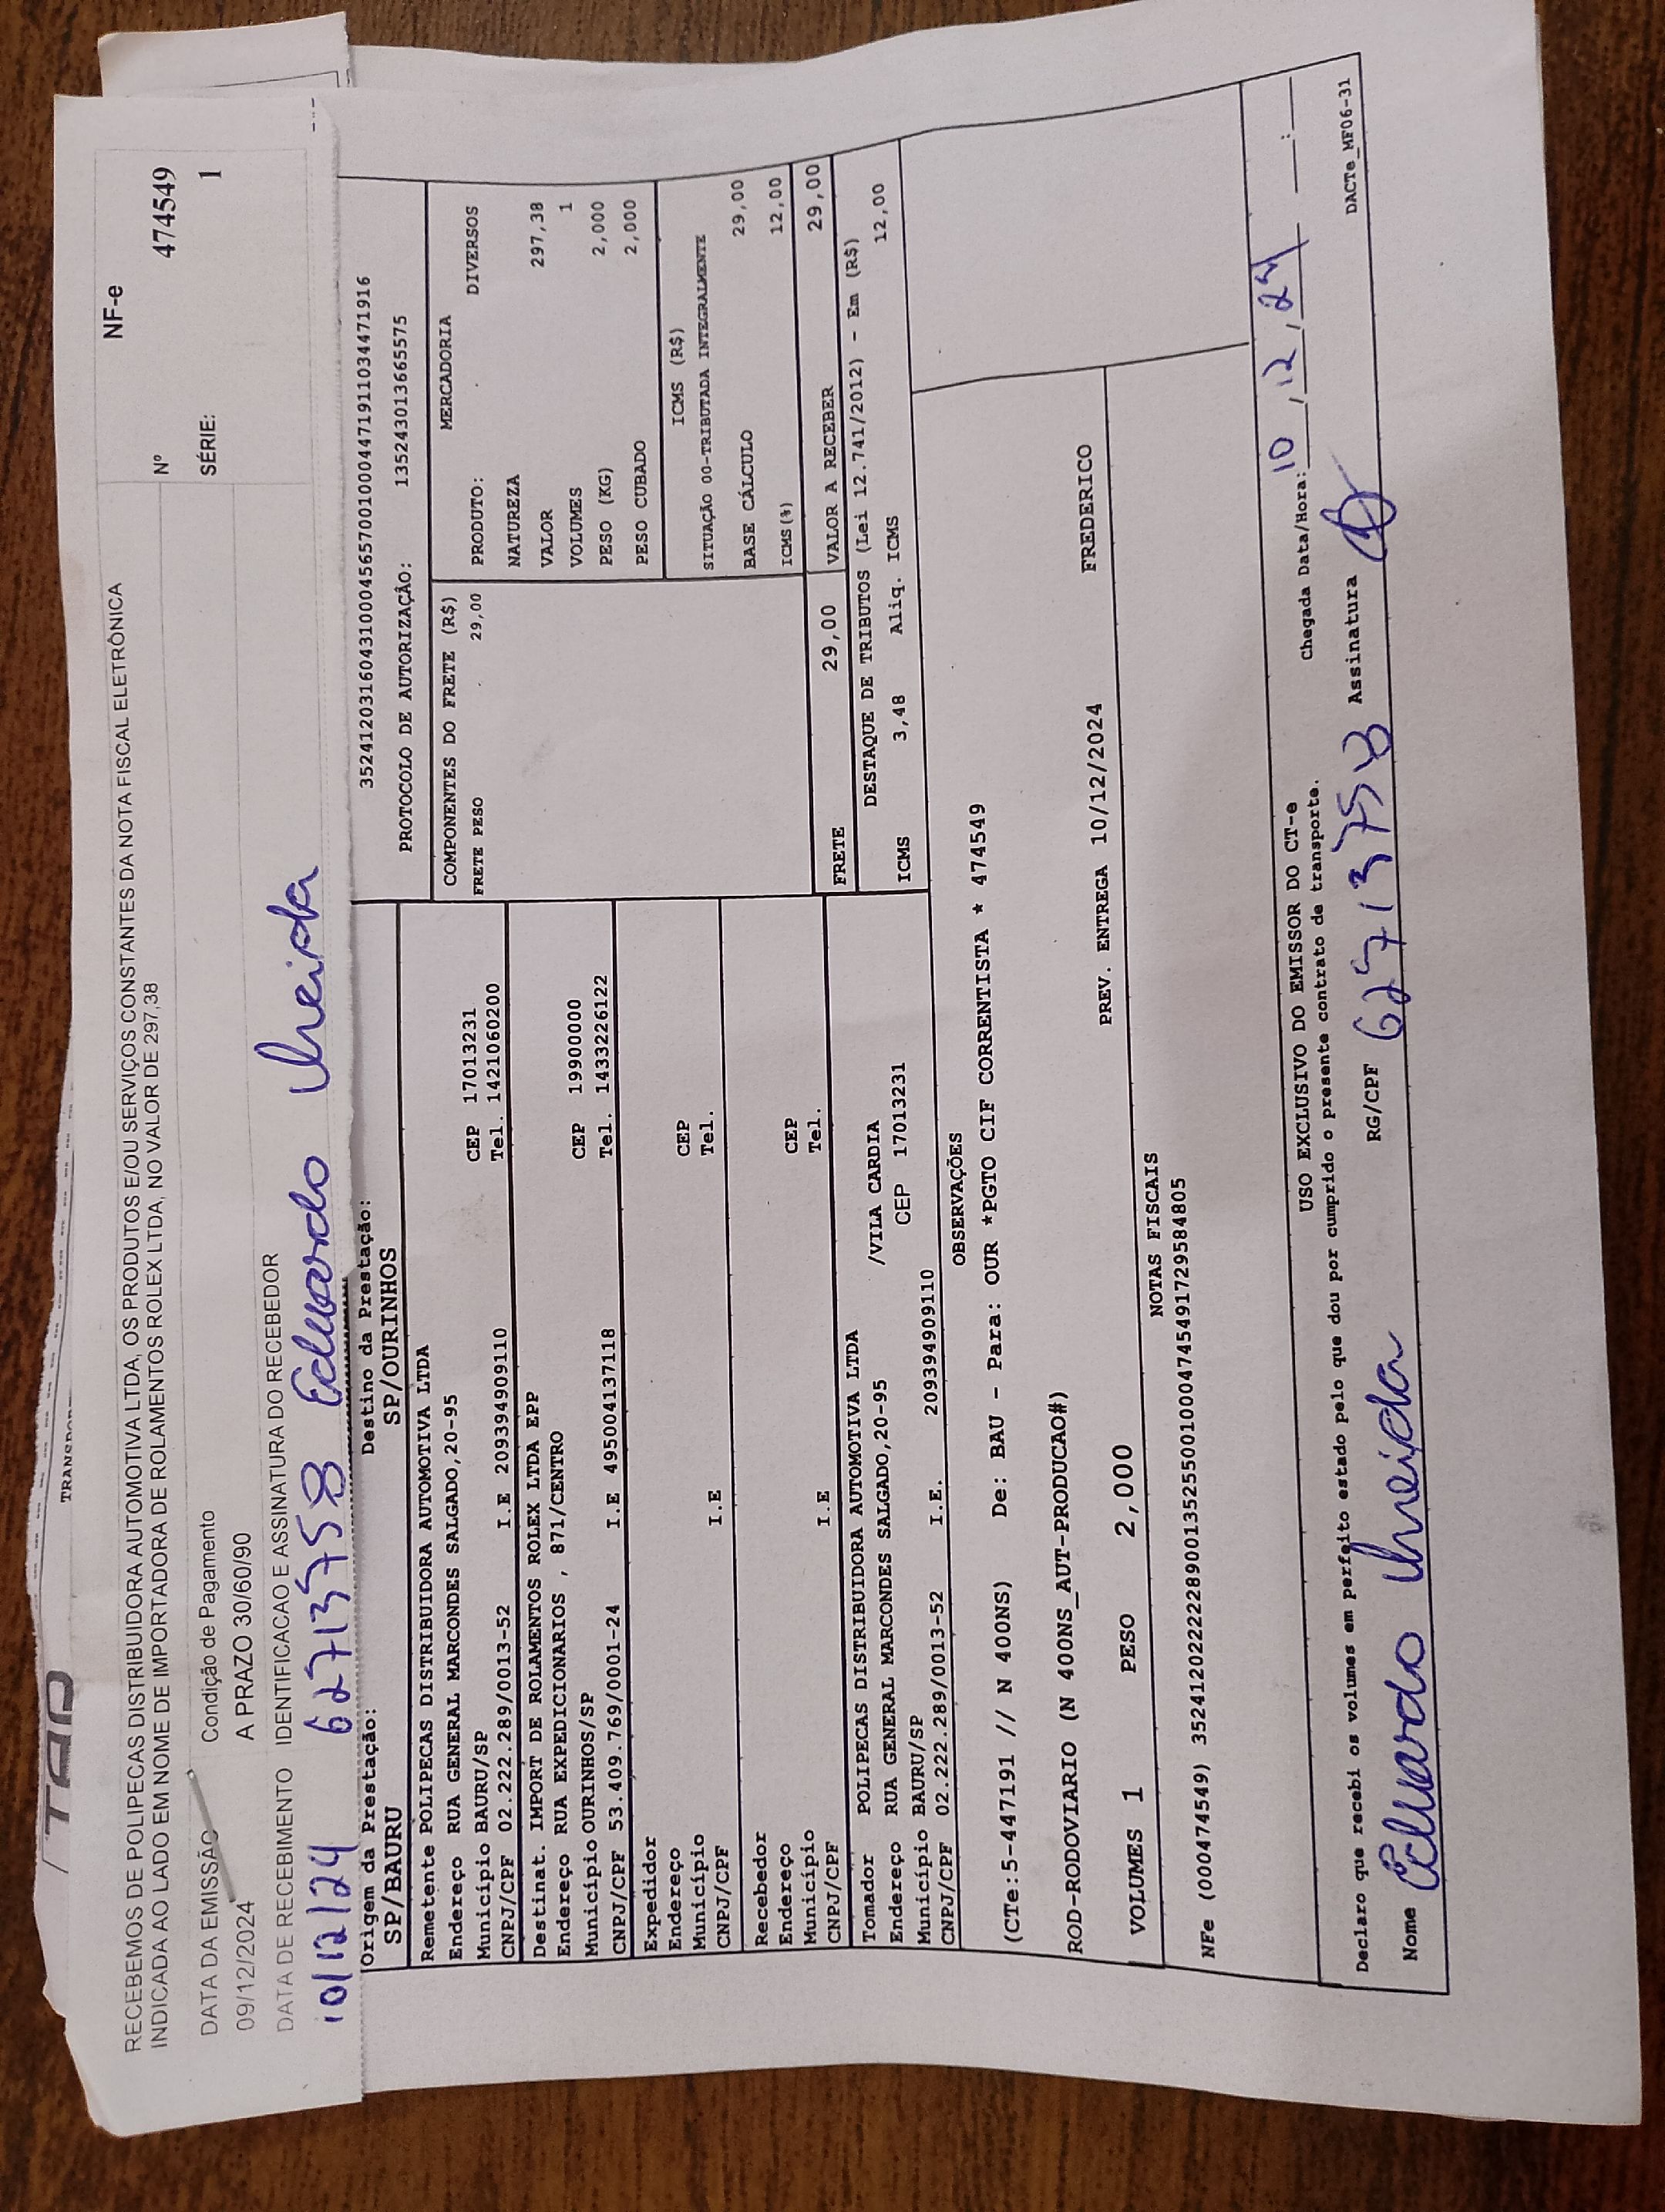 TRANSPOR
RECEBEMOS DE POLIPECAS DISTRIBUIDORA AUTOMOTIVA LTDA, OS PRODUTOS E/OU SERVIÇOS CONSTANTES DA NOTA FISCAL ELETRÔNICA
INDICADA AO LADO EM NOME DE IMPORTADORA DE ROLAMENTOS ROLEX LTDA, NO VALOR DE 297,38
NF-e
Nº 474549
SÉRIE: 1
DATA DA EMISSÃO Condição de Pagamento
09/12/2024 A PRAZO 30/60/90
DATA DE RECEBIMENTO IDENTIFICACAO E ASSINATURA DO RECEBEDOR
10/12/24 62713758 Eduardo
Origem da Prestação: Destino da Prestação:
SP/BAURU SP/OURINHOS
Remetente POLIPECAS DISTRIBUIDORA AUTOMOTIVA LTDA
Endereço RUA GENERAL MARCONDES SALGADO,20-95
Município BAURU/SP CEP 17013231
CNPJ/CPF 02.222.289/0013-52 I.E 209394909110 Tel. 1421060200
Destinat. IMPORT DE ROLAMENTOS ROLEX LTDA EPP
Endereço RUA EXPEDICIONARIOS , 871/CENTRO
Município OURINHOS/SP CEP 19900000
CNPJ/CPF 53.409.769/0001-24 I.E 495004137118 Tel. 1433226122
Expedidor
Endereço
Município CEP
CNPJ/CPF I.E Tel.
Recebedor
Endereço
Município CEP
CNPJ/CPF I.E Tel.
Tomador POLIPECAS DISTRIBUIDORA AUTOMOTIVA LTDA
Endereço RUA GENERAL MARCONDES SALGADO,20-95 /VILA CARDIA
Município BAURU/SP CEP 17013231
CNPJ/CPF 02.222.289/0013-52 I.E. 209394909110
35241203160431000456570010004471911034471916
PROTOCOLO DE AUTORIZAÇÃO: 135243013665575
COMPONENTES DO FRETE (R$)
FRETE PESO 29,00
MERCADORIA
PRODUTO: DIVERSOS
NATUREZA
VALOR 297,38
VOLUMES 1
PESO (KG) 2,000
PESO CUBADO 2,000
ICMS (R$)
SITUAÇÃO 00-TRIBUTADA INTEGRALMENTE
BASE CÁLCULO 29,00
ICMS(%) 12,00
FRETE 29,00 VALOR A RECEBER 29,00
DESTAQUE DE TRIBUTOS (Lei 12.741/2012) - Em (R$)
ICMS 3,48 Aliq. ICMS 12,00
OBSERVAÇÕES
(CTe:5-447191 // N 400NS) De: BAU - Para: OUR *PGTO CIF CORRENTISTA * 474549
ROD-RODOVIARIO (N 400NS_AUT-PRODUCAO#)
VOLUMES 1 PESO 2,000 PREV. ENTREGA 10/12/2024 FREDERICO
NOTAS FISCAIS
NFe (000474549) 35241202222289001352550010004745491729584805
USO EXCLUSIVO DO EMISSOR DO CT-e
Declaro que recebi os volumes em perfeito estado pelo que dou por cumprido o presente contrato de transporte. Chegada Data/Hora: 10/12/24 __:__
Nome Eduardo RG/CPF 62713758 Assinatura
DACTe_MF06-31